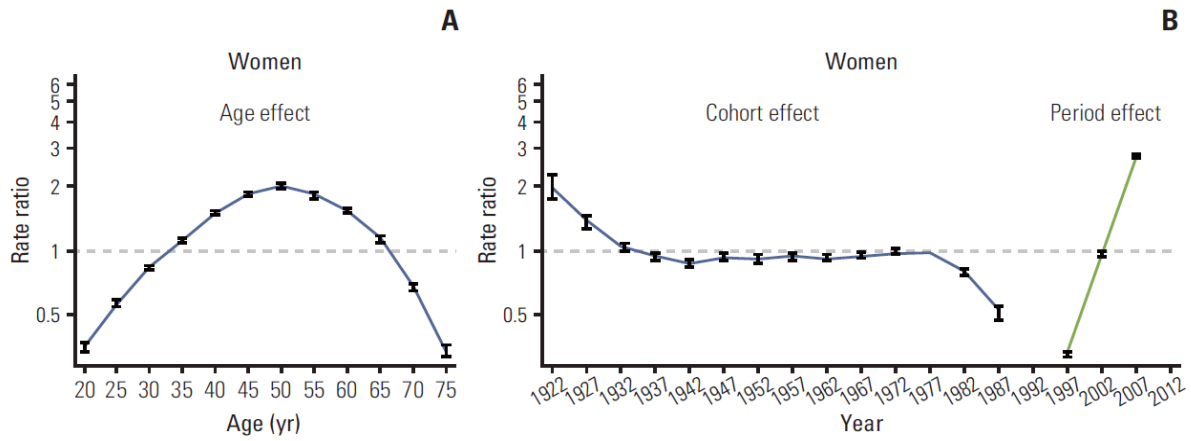 A
Women
Age effect
6
5
4
3
2
1
0.5
Rate ratio
20 25 30 35 40 45 50 55 60 65 70 75
Age (yr)
B
Women
Cohort effect Period effect
6
5
4
3
2
1
0.5
Rate ratio
1922 1927 1932 1937 1942 1947 1952 1957 1962 1967 1972 1977 1982 1987 1992 1997 2002 2007 2012
Year